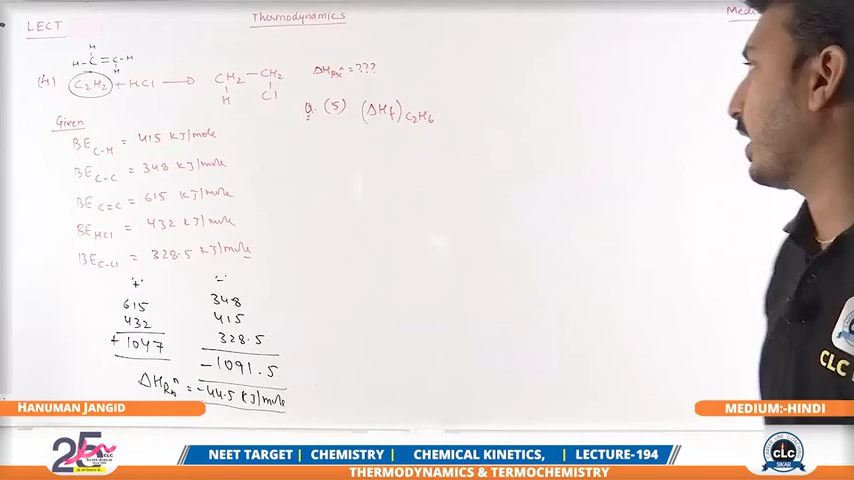 LECT
Thermodynamics
H
H-C=C-H
H
(4) C2H2 + HCl → CH2-CH2 ΔHRxn = ???
H Cl
Q. (5) (ΔHf)C2H6
Given
BEC-H = 415 kJ/mole
BEC-C = 348 kJ/mole
BEC=C = 615 kJ/mole
BEHCl = 432 kJ/mole
BEC-Cl = 328.5 kJ/mole
"+" "-"
615 348
432 415
+1047 328.5
-1091.5
ΔHRxn = -44.5 kJ/mole
HANUMAN JANGID
MEDIUM:-HINDI
25
CLC
NEET TARGET | CHEMISTRY | CHEMICAL KINETICS, | LECTURE-194
THERMODYNAMICS & TERMOCHEMISTRY
CLC
SIKAR